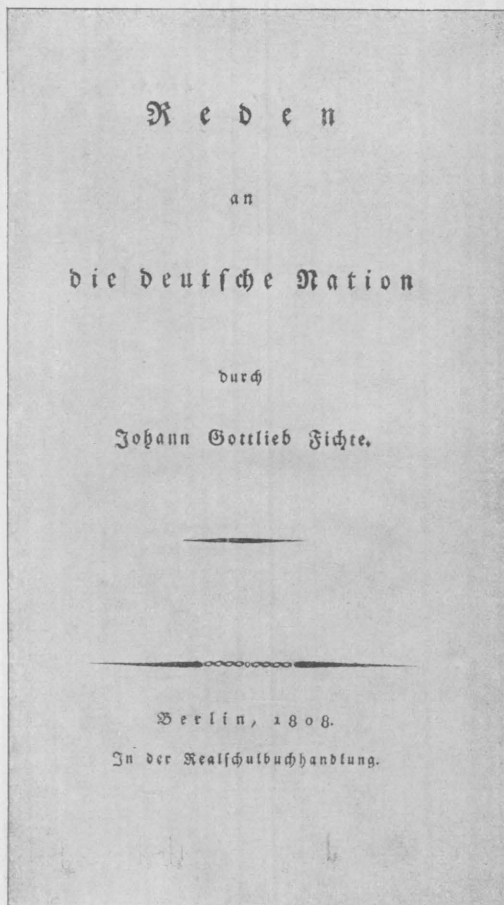 Reden
an
die deutsche Nation
durch
Johann Gottlieb Fichte.
Berlin, 1808.
In der Realschulbuchhandlung.